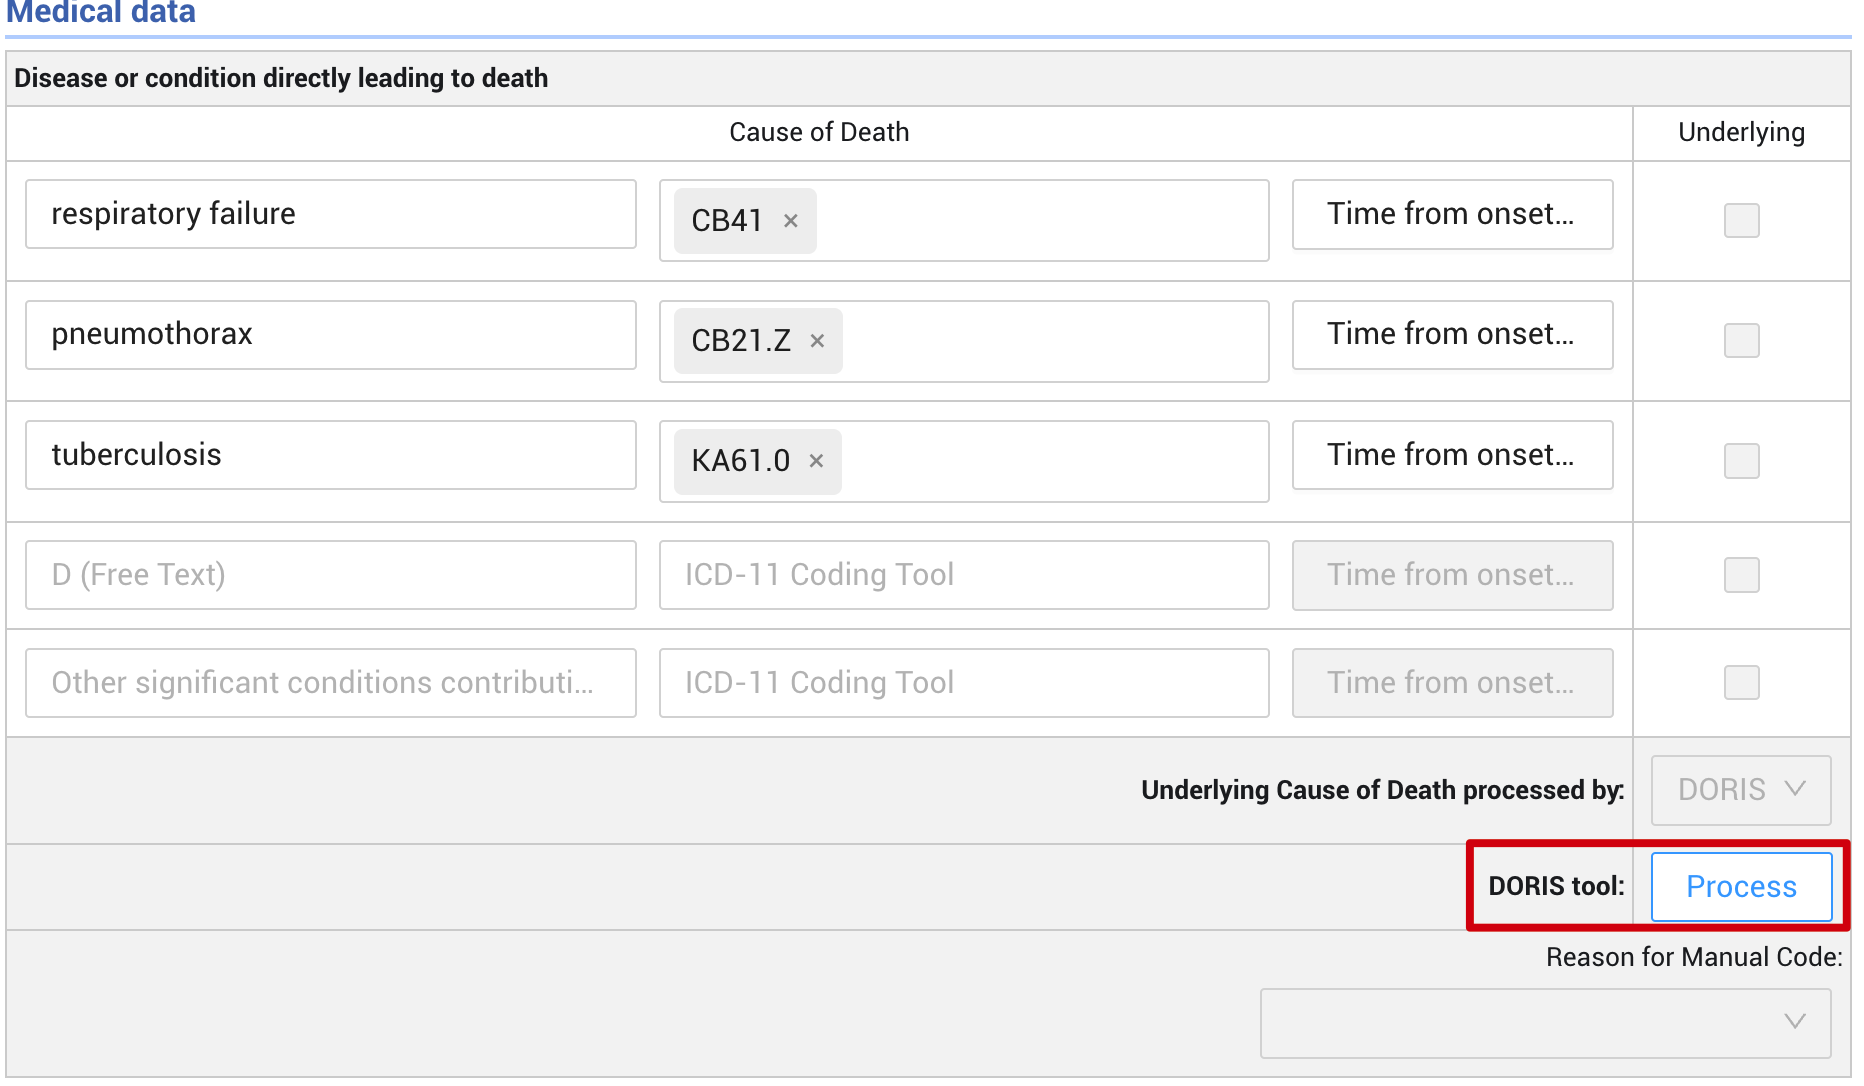 Medical data
Disease or condition directly leading to death
Cause of Death Underlying
respiratory failure CB41 × Time from onset...
pneumothorax CB21.Z × Time from onset...
tuberculosis KA61.0 × Time from onset...
D (Free Text) ICD-11 Coding Tool Time from onset...
Other significant conditions contributi... ICD-11 Coding Tool Time from onset...
Underlying Cause of Death processed by: DORIS
DORIS tool: Process
Reason for Manual Code: